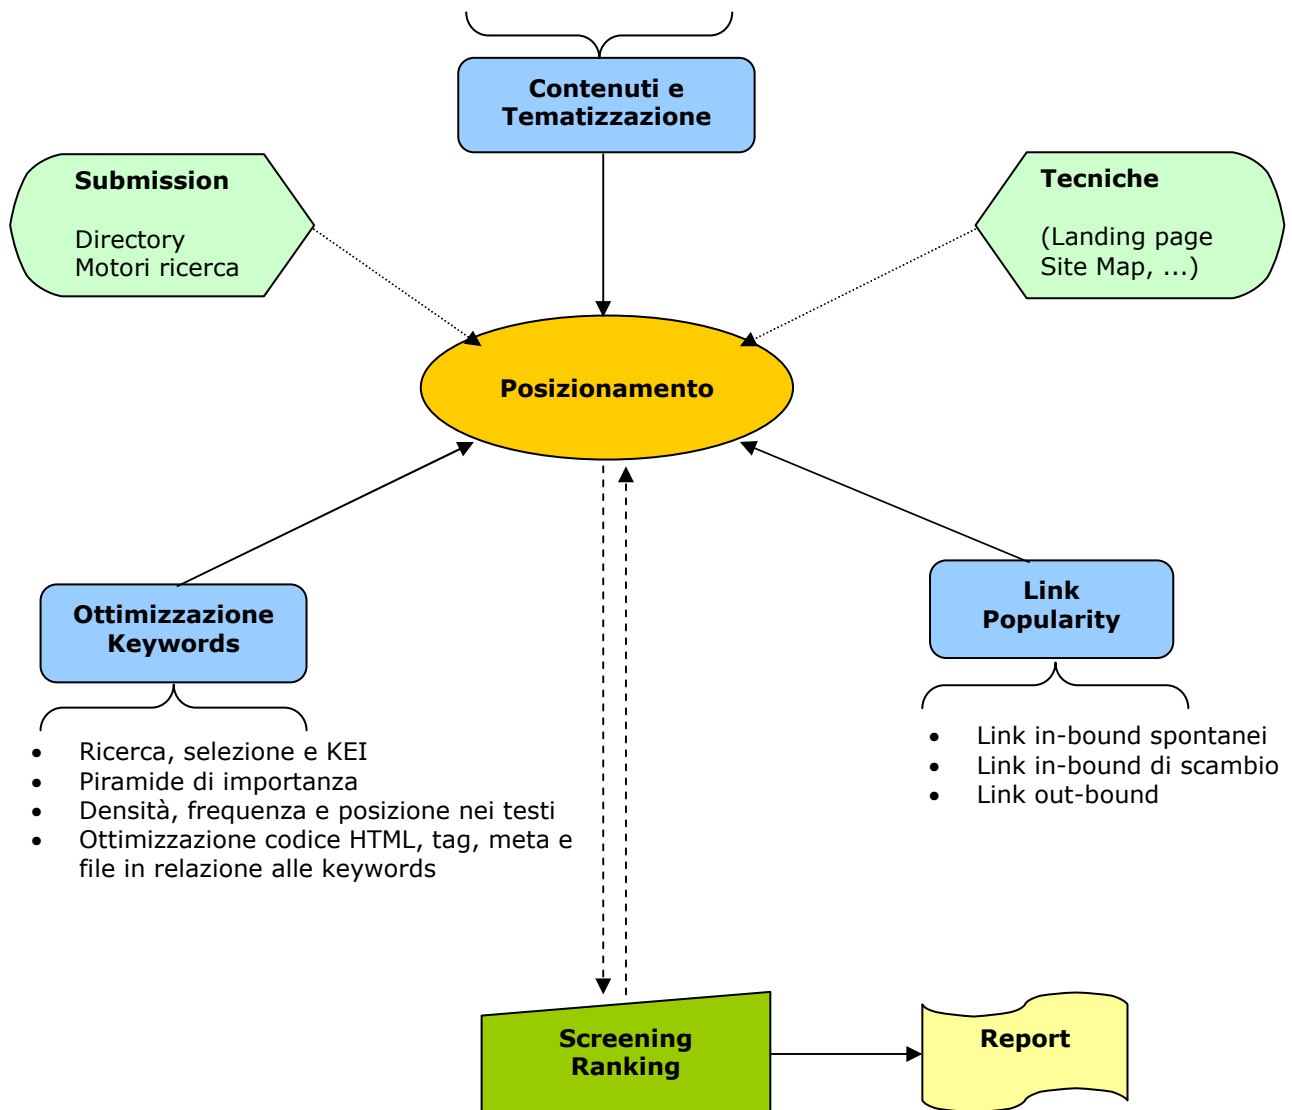 Contenuti e
Tematizzazione
Submission
Directory
Motori ricerca
Tecniche
(Landing page
Site Map, ...)
Posizionamento
Ottimizzazione
Keywords
• Ricerca, selezione e KEI
• Piramide di importanza
• Densità, frequenza e posizione nei testi
• Ottimizzazione codice HTML, tag, meta e
file in relazione alle keywords
Link
Popularity
• Link in-bound spontanei
• Link in-bound di scambio
• Link out-bound
Screening
Ranking
Report